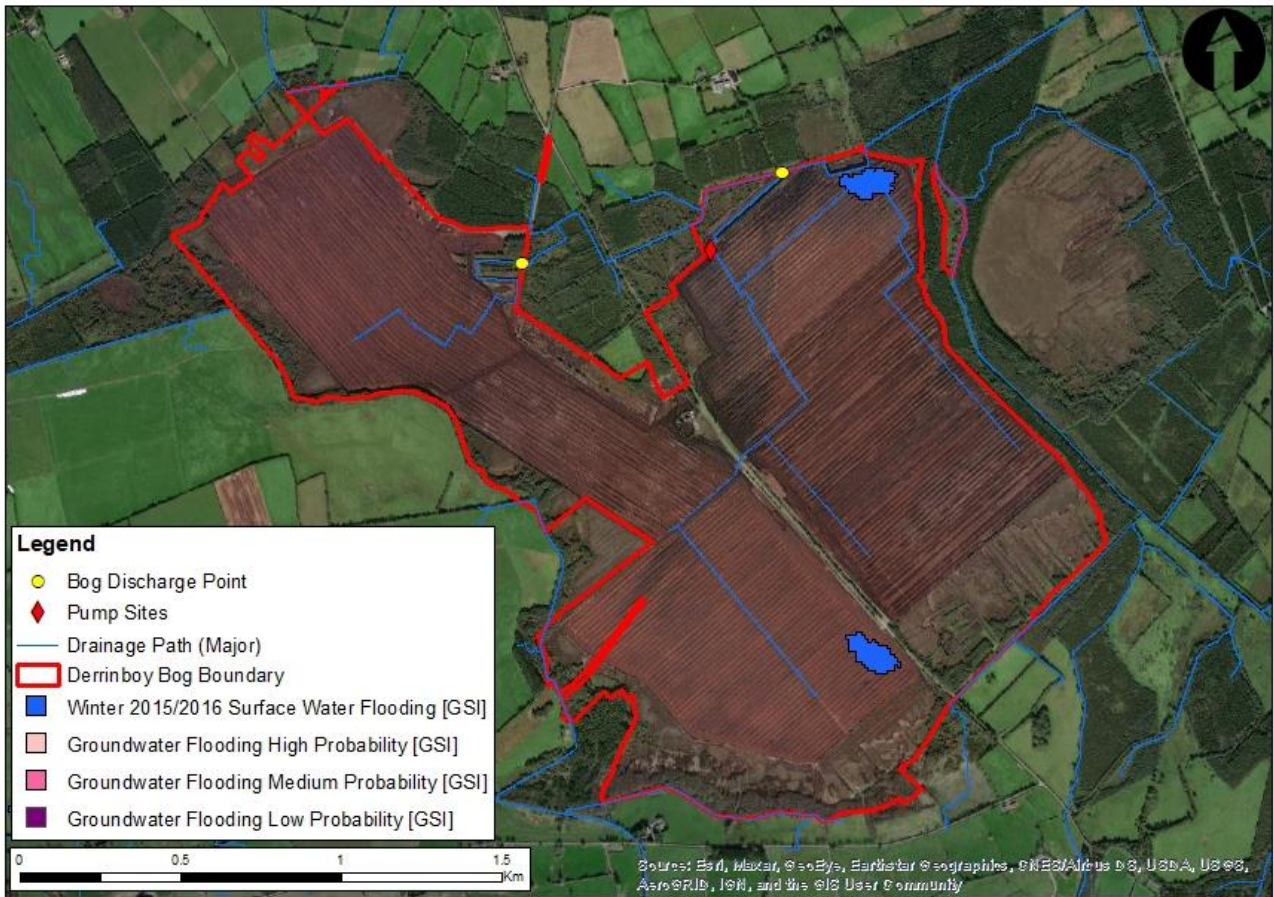 Legend
Bog Discharge Point
Pump Sites
Drainage Path (Major)
Derrinboy Bog Boundary
Winter 2015/2016 Surface Water Flooding [GSI]
Groundwater Flooding High Probability [GSI]
Groundwater Flooding Medium Probability [GSI]
Groundwater Flooding Low Probability [GSI]
0 0.5 1 1.5
Km
Source: Esri, Maxar, GeoEye, Earthstar Geographics, CNES/Airbus DS, USDA, USGS,
AeroGRID, IGN, and the GIS User Community